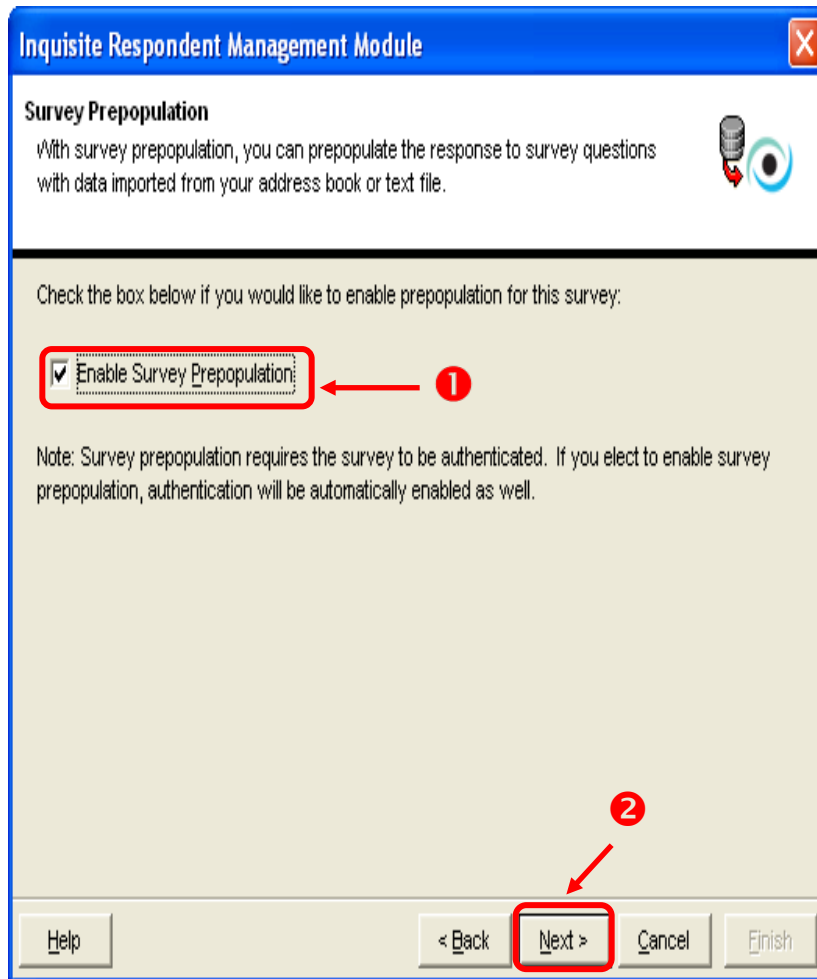 Inquisite Respondent Management Module
Survey Prepopulation
With survey prepopulation, you can prepopulate the response to survey questions
with data imported from your address book or text file.
Check the box below if you would like to enable prepopulation for this survey:
Enable Survey Prepopulation
1
Note: Survey prepopulation requires the survey to be authenticated. If you elect to enable survey
prepopulation, authentication will be automatically enabled as well.
2
Help < Back Next > Cancel Finish